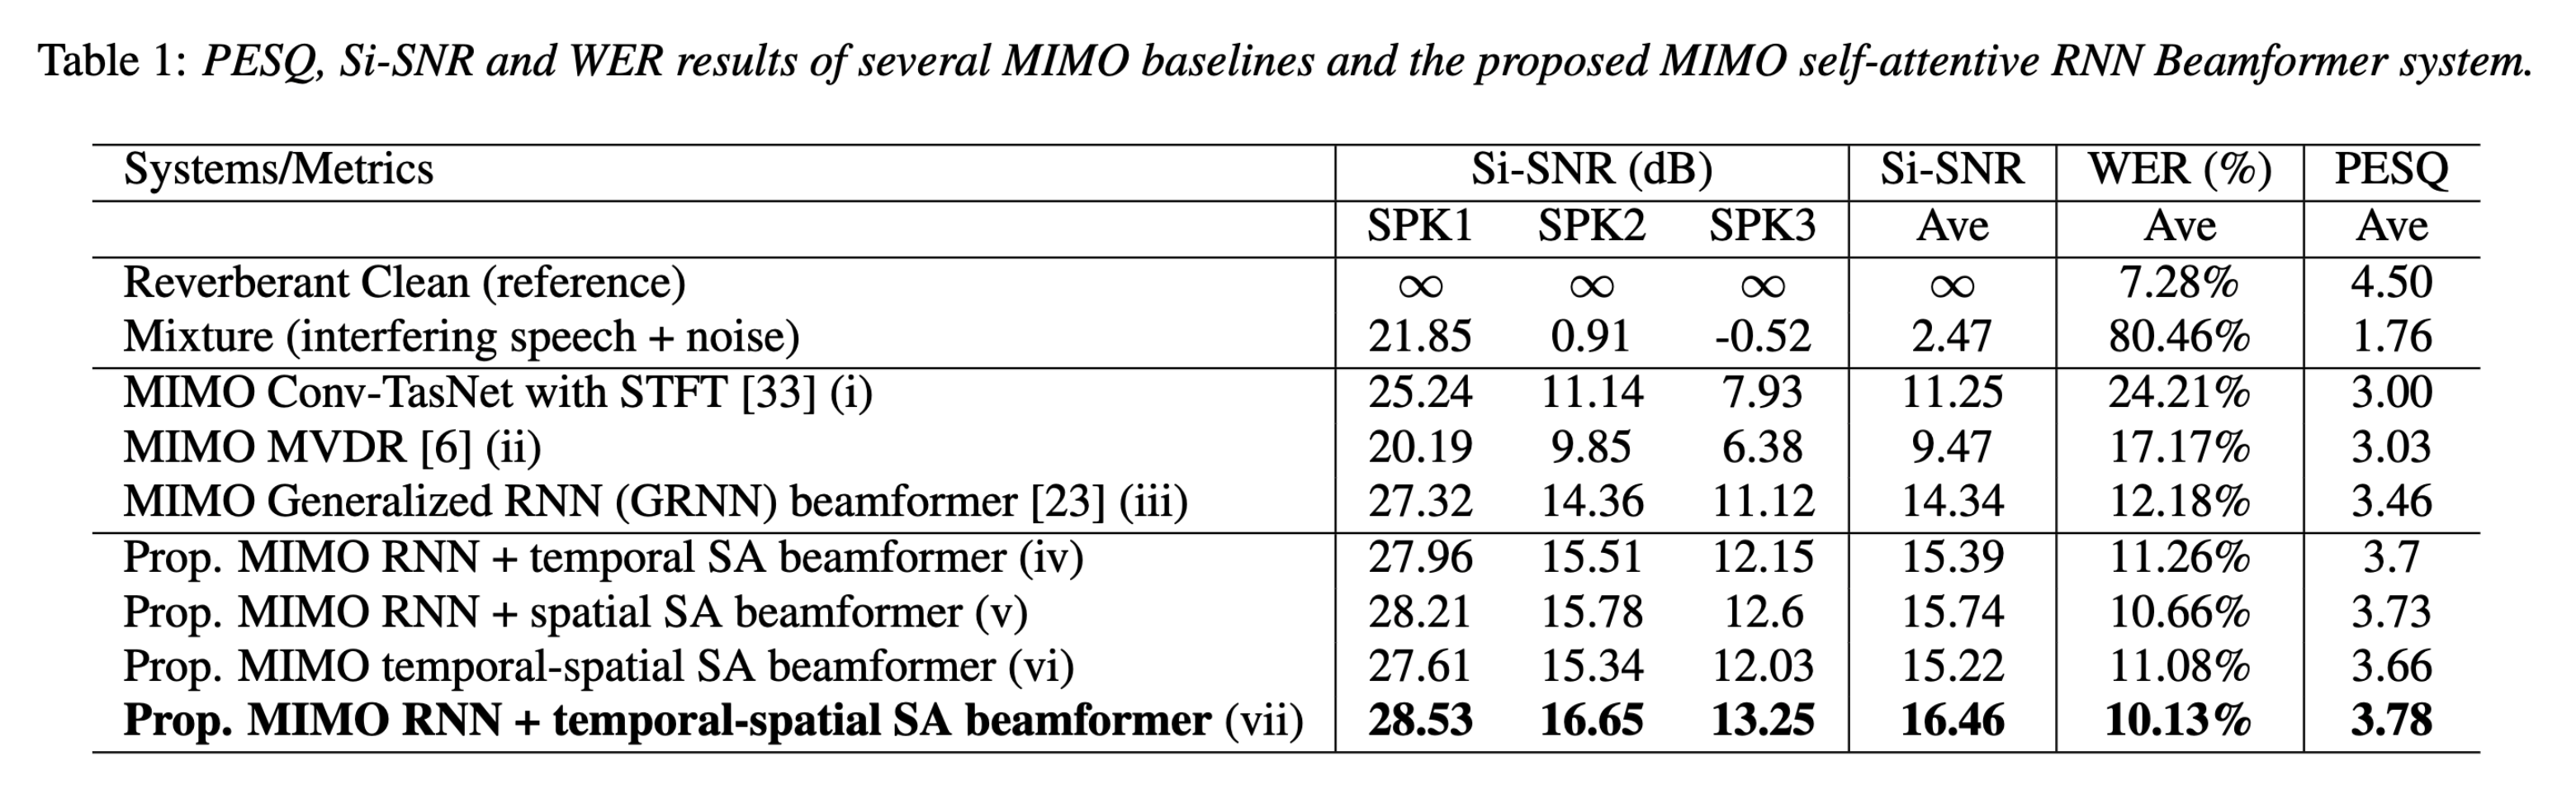 Table 1: PESQ, Si-SNR and WER results of several MIMO baselines and the proposed MIMO self-attentive RNN Beamformer system.
Systems/Metrics Si-SNR (dB) Si-SNR WER (%) PESQ
SPK1 SPK2 SPK3 Ave Ave Ave
Reverberant Clean (reference) ∞ ∞ ∞ ∞ 7.28% 4.50
Mixture (interfering speech + noise) 21.85 0.91 -0.52 2.47 80.46% 1.76
MIMO Conv-TasNet with STFT [33] (i) 25.24 11.14 7.93 11.25 24.21% 3.00
MIMO MVDR [6] (ii) 20.19 9.85 6.38 9.47 17.17% 3.03
MIMO Generalized RNN (GRNN) beamformer [23] (iii) 27.32 14.36 11.12 14.34 12.18% 3.46
Prop. MIMO RNN + temporal SA beamformer (iv) 27.96 15.51 12.15 15.39 11.26% 3.7
Prop. MIMO RNN + spatial SA beamformer (v) 28.21 15.78 12.6 15.74 10.66% 3.73
Prop. MIMO temporal-spatial SA beamformer (vi) 27.61 15.34 12.03 15.22 11.08% 3.66
Prop. MIMO RNN + temporal-spatial SA beamformer (vii) 28.53 16.65 13.25 16.46 10.13% 3.78